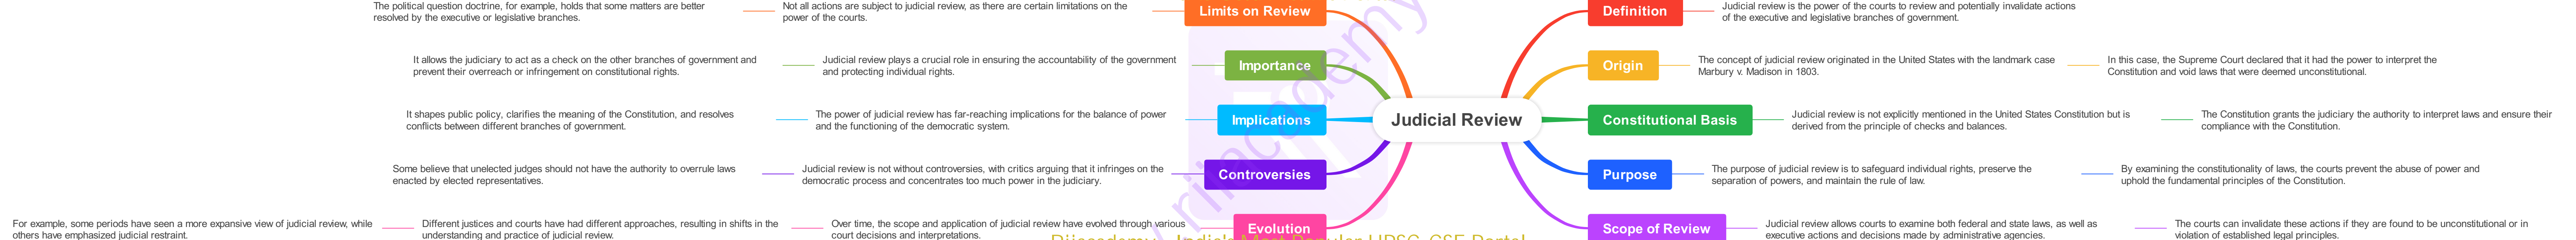 The political question doctrine, for example, holds that some matters are better
resolved by the executive or legislative branches.
Not all actions are subject to judicial review, as there are certain limitations on the
power of the courts.
Limits on Review
It allows the judiciary to act as a check on the other branches of government and
prevent their overreach or infringement on constitutional rights.
Judicial review plays a crucial role in ensuring the accountability of the government
and protecting individual rights.
Importance
It shapes public policy, clarifies the meaning of the Constitution, and resolves
conflicts between different branches of government.
The power of judicial review has far-reaching implications for the balance of power
and the functioning of the democratic system.
Implications
Some believe that unelected judges should not have the authority to overrule laws
enacted by elected representatives.
Judicial review is not without controversies, with critics arguing that it infringes on the
democratic process and concentrates too much power in the judiciary.
Controversies
For example, some periods have seen a more expansive view of judicial review, while
others have emphasized judicial restraint.
Different justices and courts have had different approaches, resulting in shifts in the
understanding and practice of judicial review.
Over time, the scope and application of judicial review have evolved through various
court decisions and interpretations.
Evolution
Judicial Review
Definition
Judicial review is the power of the courts to review and potentially invalidate actions
of the executive and legislative branches of government.
Origin
The concept of judicial review originated in the United States with the landmark case
Marbury v. Madison in 1803.
In this case, the Supreme Court declared that it had the power to interpret the
Constitution and void laws that were deemed unconstitutional.
Constitutional Basis
Judicial review is not explicitly mentioned in the United States Constitution but is
derived from the principle of checks and balances.
The Constitution grants the judiciary the authority to interpret laws and ensure their
compliance with the Constitution.
Purpose
The purpose of judicial review is to safeguard individual rights, preserve the
separation of powers, and maintain the rule of law.
By examining the constitutionality of laws, the courts prevent the abuse of power and
uphold the fundamental principles of the Constitution.
Scope of Review
Judicial review allows courts to examine both federal and state laws, as well as
executive actions and decisions made by administrative agencies.
The courts can invalidate these actions if they are found to be unconstitutional or in
violation of established legal principles.
India's Most Popular UPSC CSE Portal